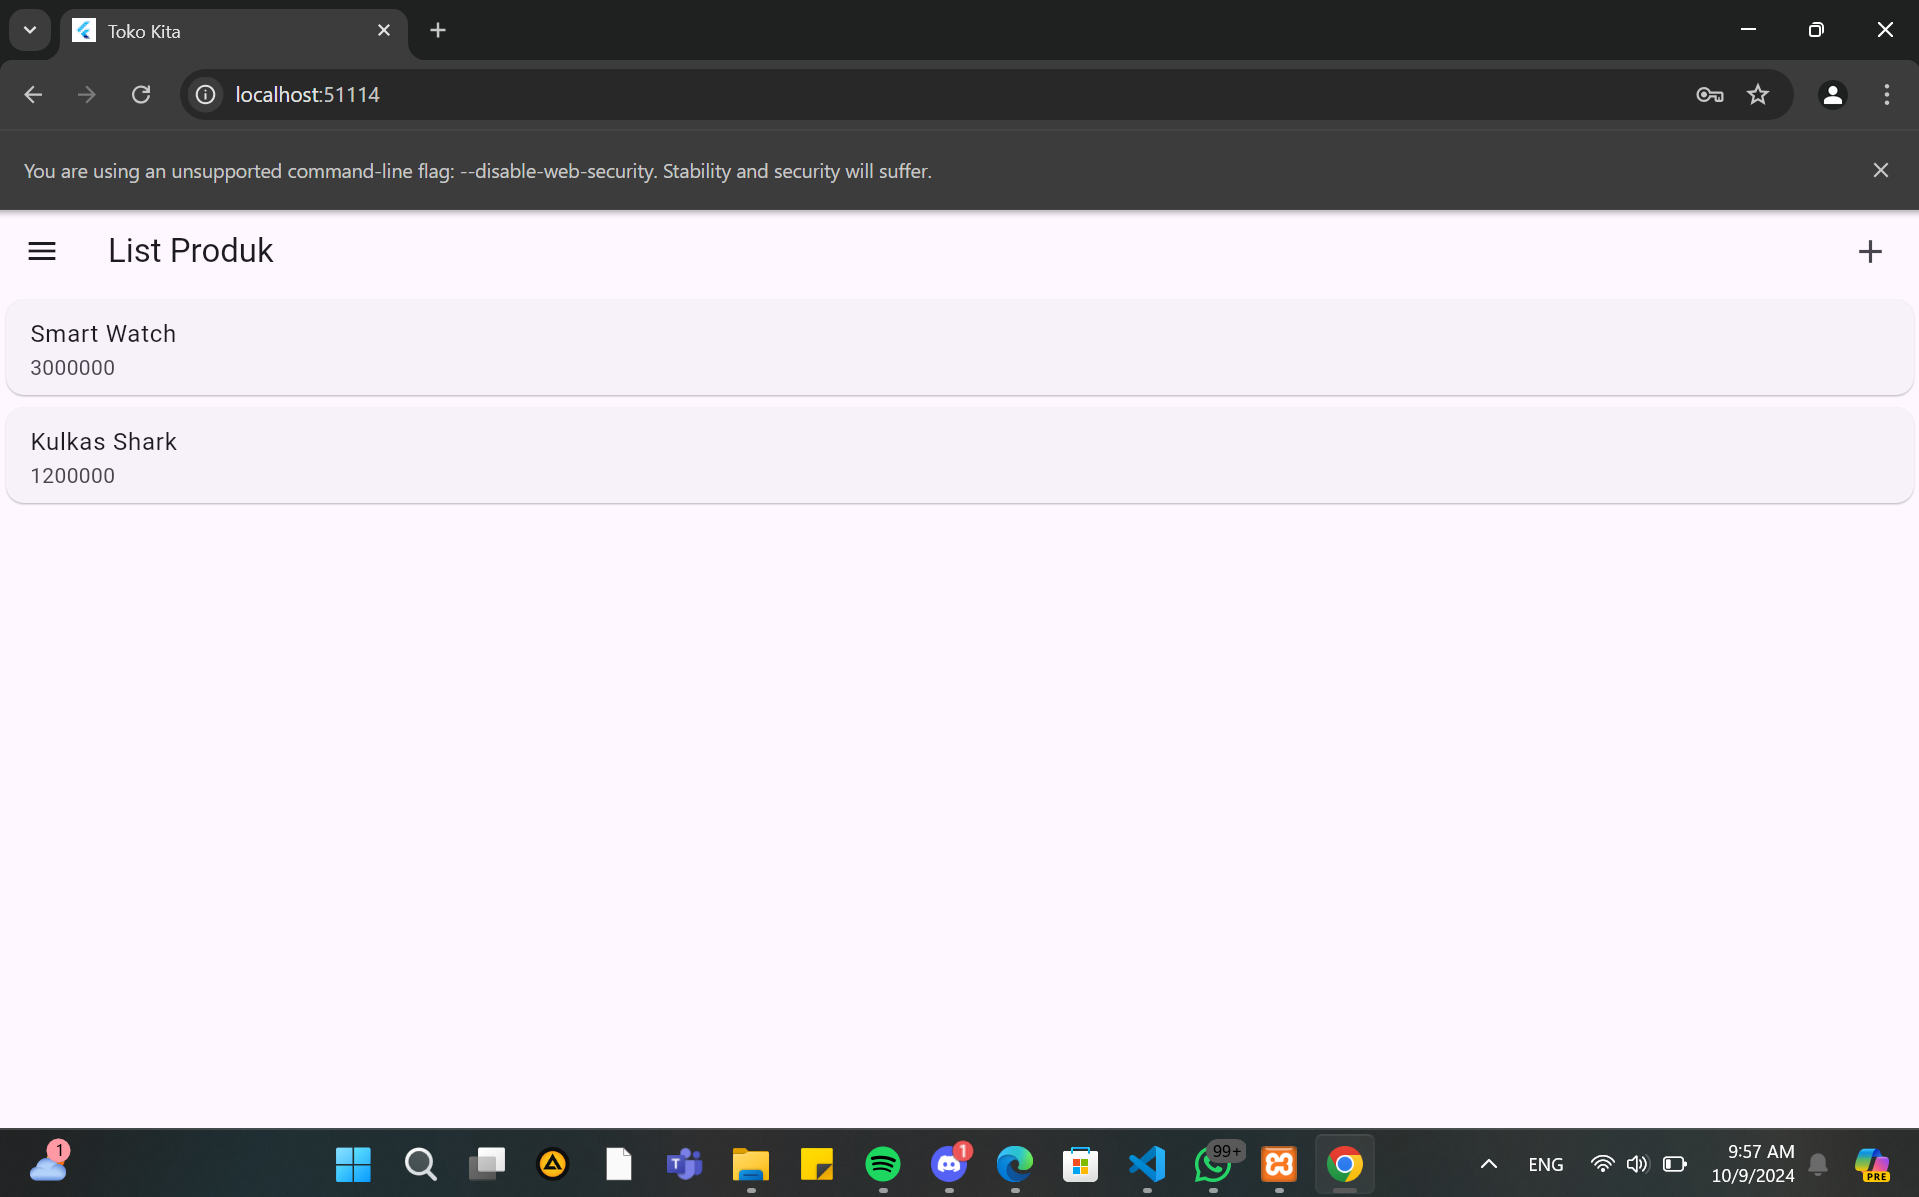 Toko Kita
localhost:51114
You are using an unsupported command-line flag: --disable-web-security. Stability and security will suffer.
List Produk
Smart Watch
3000000
Kulkas Shark
1200000
1
1
99+
ENG
9:57 AM
10/9/2024
PRE